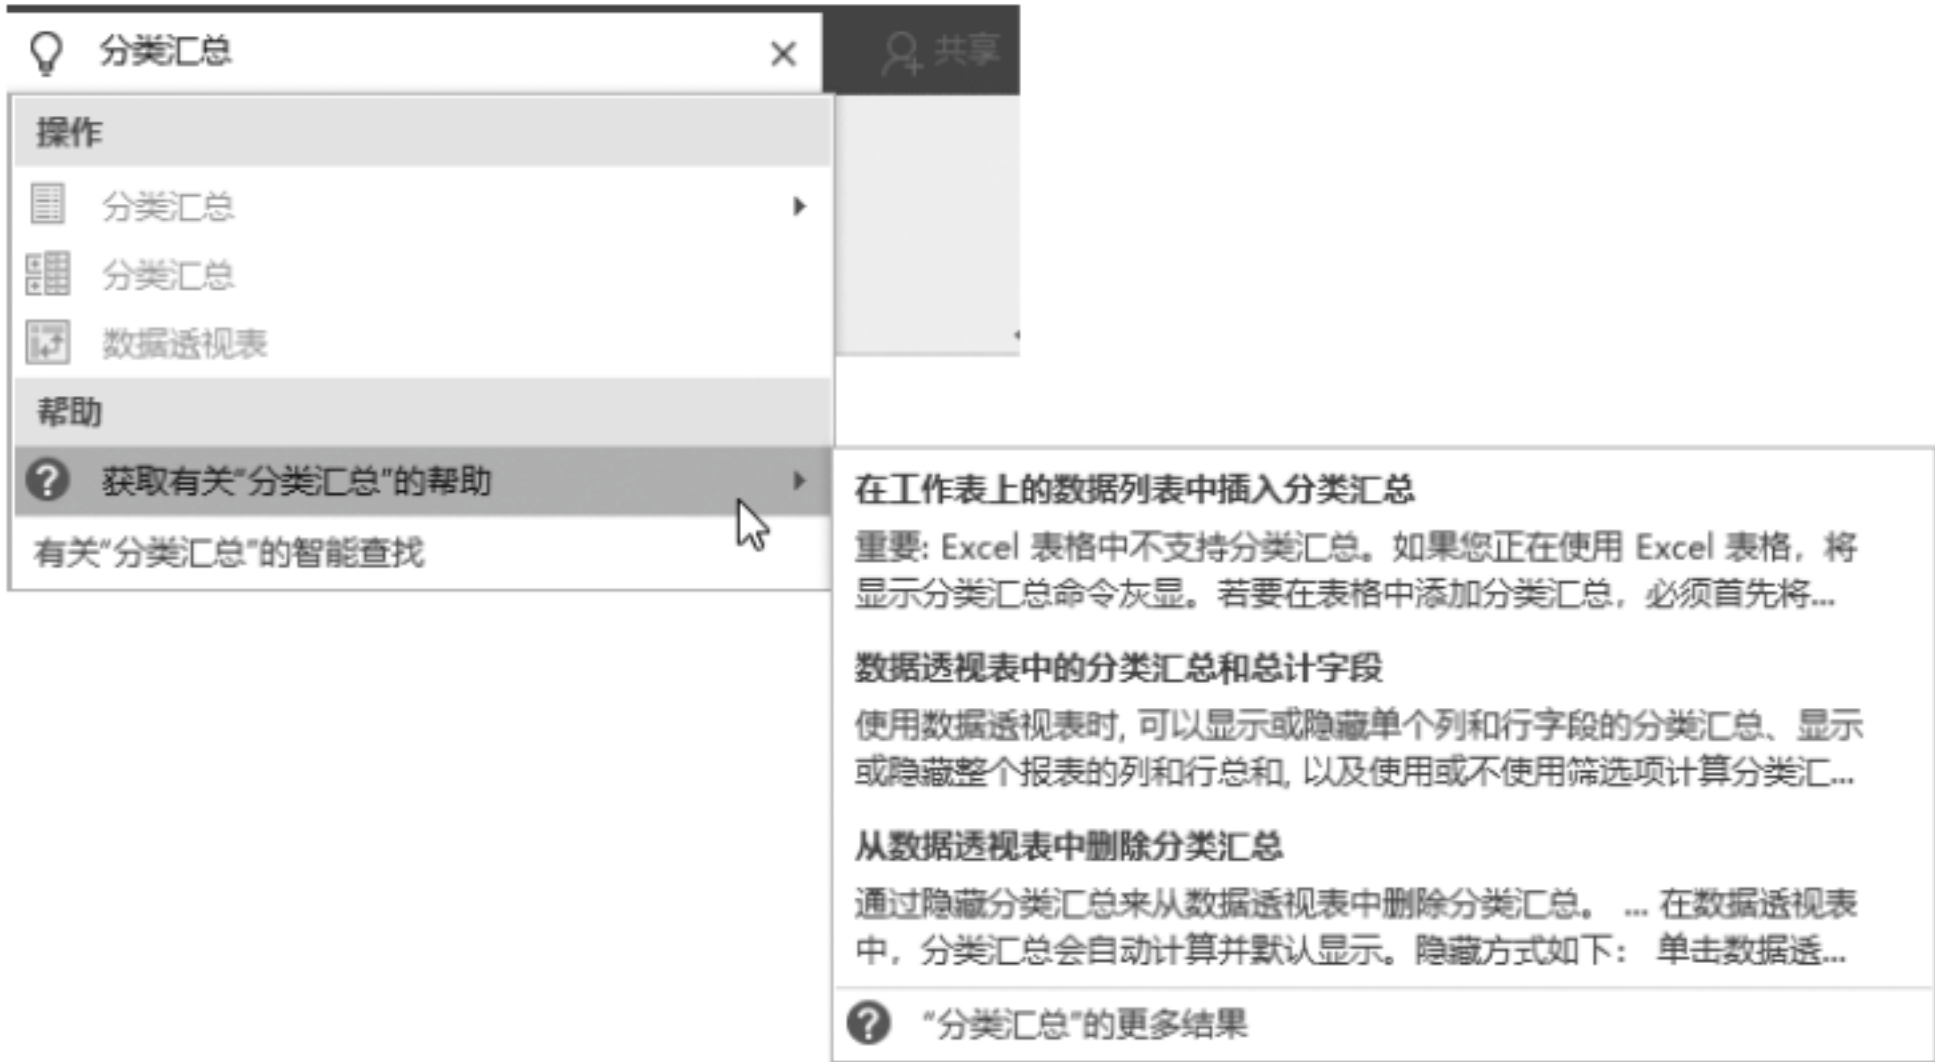 分类汇总
共享
操作
分类汇总
分类汇总
数据透视表
帮助
获取有关“分类汇总”的帮助
有关“分类汇总”的智能查找
在工作表上的数据列表中插入分类汇总
重要: Excel 表格中不支持分类汇总。如果您正在使用 Excel 表格，将
显示分类汇总命令灰显。若要在表格中添加分类汇总，必须首先将...
数据透视表中的分类汇总和总计字段
使用数据透视表时, 可以显示或隐藏单个列和行字段的分类汇总、显示
或隐藏整个报表的列和行总和, 以及使用或不使用筛选项计算分类汇...
从数据透视表中删除分类汇总
通过隐藏分类汇总来从数据透视表中删除分类汇总。 ... 在数据透视表
中，分类汇总会自动计算并默认显示。隐藏方式如下： 单击数据透...
“分类汇总”的更多结果